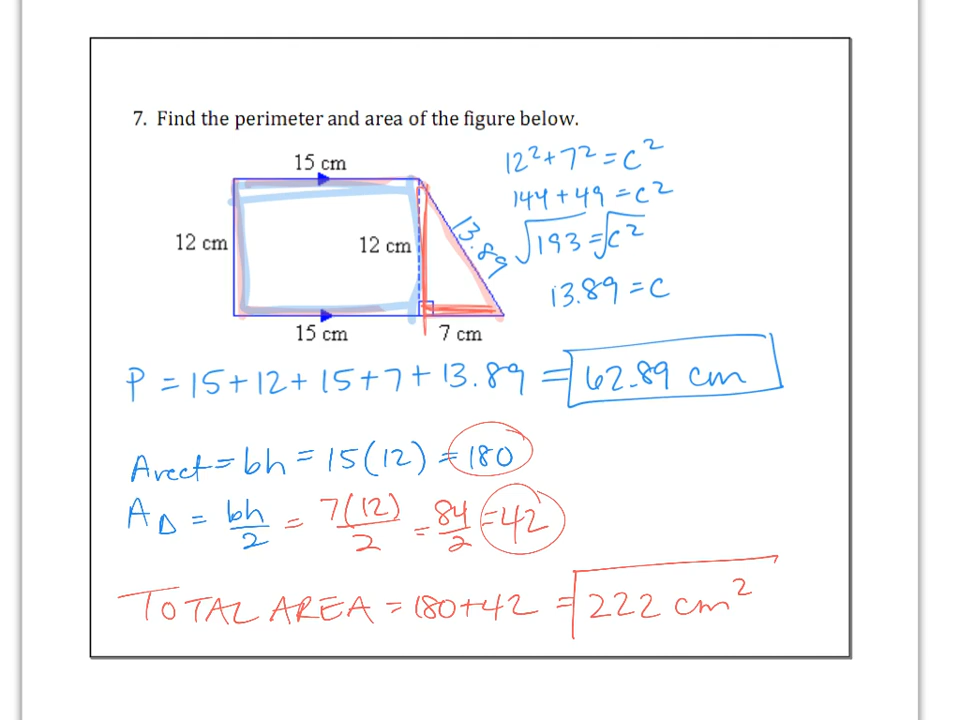 7. Find the perimeter and area of the figure below.
15 cm
12² + 7² = c²
144 + 49 = c²
12 cm
12 cm
13.89
√193 = √c²
13.89 = c
15 cm
7 cm
P = 15 + 12 + 15 + 7 + 13.89 = 62.89 cm
Arect = bh = 15(12) = 180
A△ = bh/2 = 7(12)/2 = 84/2 = 42
TOTAL AREA = 180 + 42 = 222 cm²